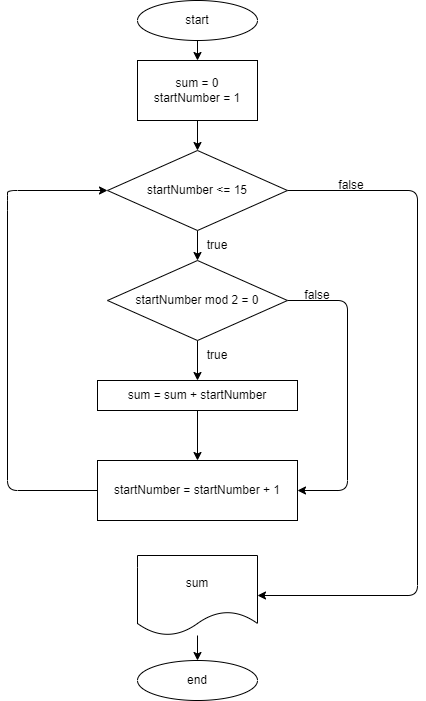 start
sum = 0
startNumber = 1
startNumber <= 15
false
true
startNumber mod 2 = 0
false
true
sum = sum + startNumber
startNumber = startNumber + 1
sum
end